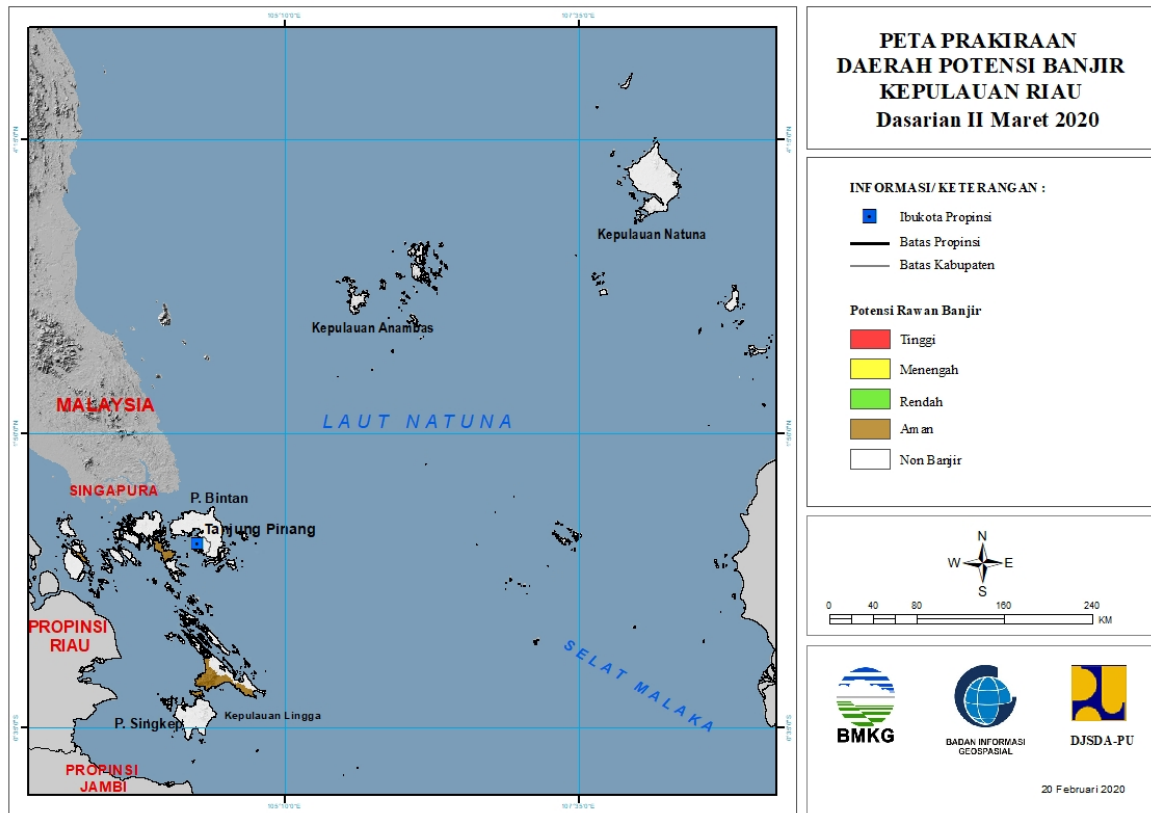 PETA PRAKIRAAN
DAERAH POTENSI BANJIR
KEPULAUAN RIAU
Dasarian II Maret 2020
INFORMASI/ KETERANGAN :
Ibukota Propinsi
Batas Propinsi
Batas Kabupaten
Potensi Rawan Banjir
Tinggi
Menengah
Rendah
Aman
Non Banjir
N
W
E
S
0
40
80
160
240
KM
BMKG
BADAN INFORMASI
GEOSPASIAL
DJSDA-PU
20 Februari 2020
Kepulauan Natuna
Kepulauan Anambas
MALAYSIA
LAUT NATUNA
SINGAPURA
P. Bintan
Tanjung Pinang
PROPINSI
RIAU
SELAT MALAKA
Kepulauan Lingga
P. Singkep
PROPINSI
JAMBI